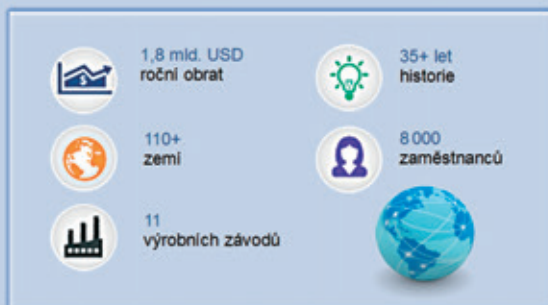 1,8 mld. USD
roční obrat
35+ let
historie
110+
zemí
8 000
zaměstnanců
11
výrobních závodů